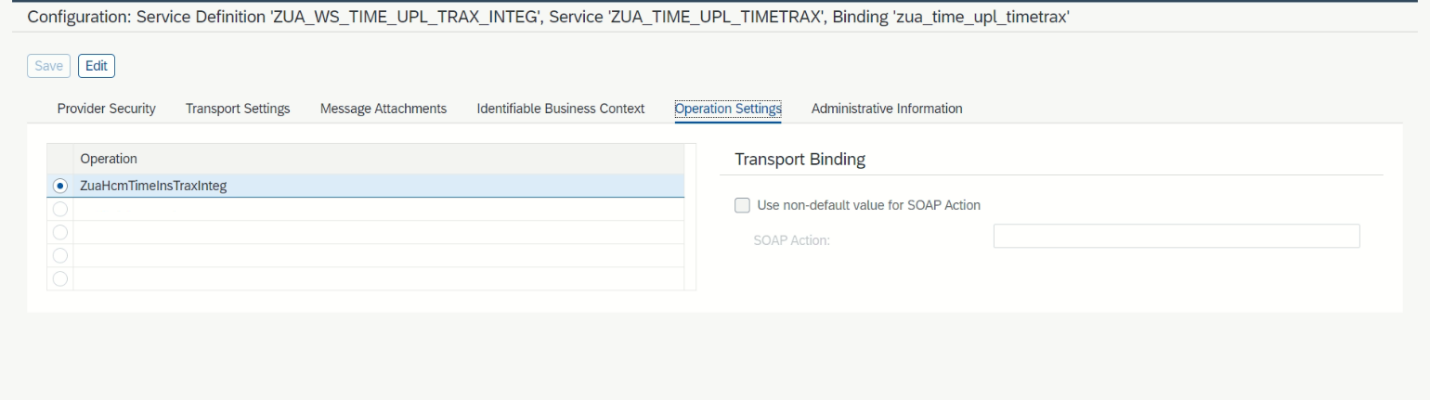 Configuration: Service Definition 'ZUA_WS_TIME_UPL_TRAX_INTEG', Service 'ZUA_TIME_UPL_TIMETRAX', Binding 'zua_time_upl_timetrax'
Save Edit
Provider Security Transport Settings Message Attachments Identifiable Business Context Operation Settings Administrative Information
Operation
ZuaHcmTimeInsTraxInteg
Transport Binding
Use non-default value for SOAP Action
SOAP Action: